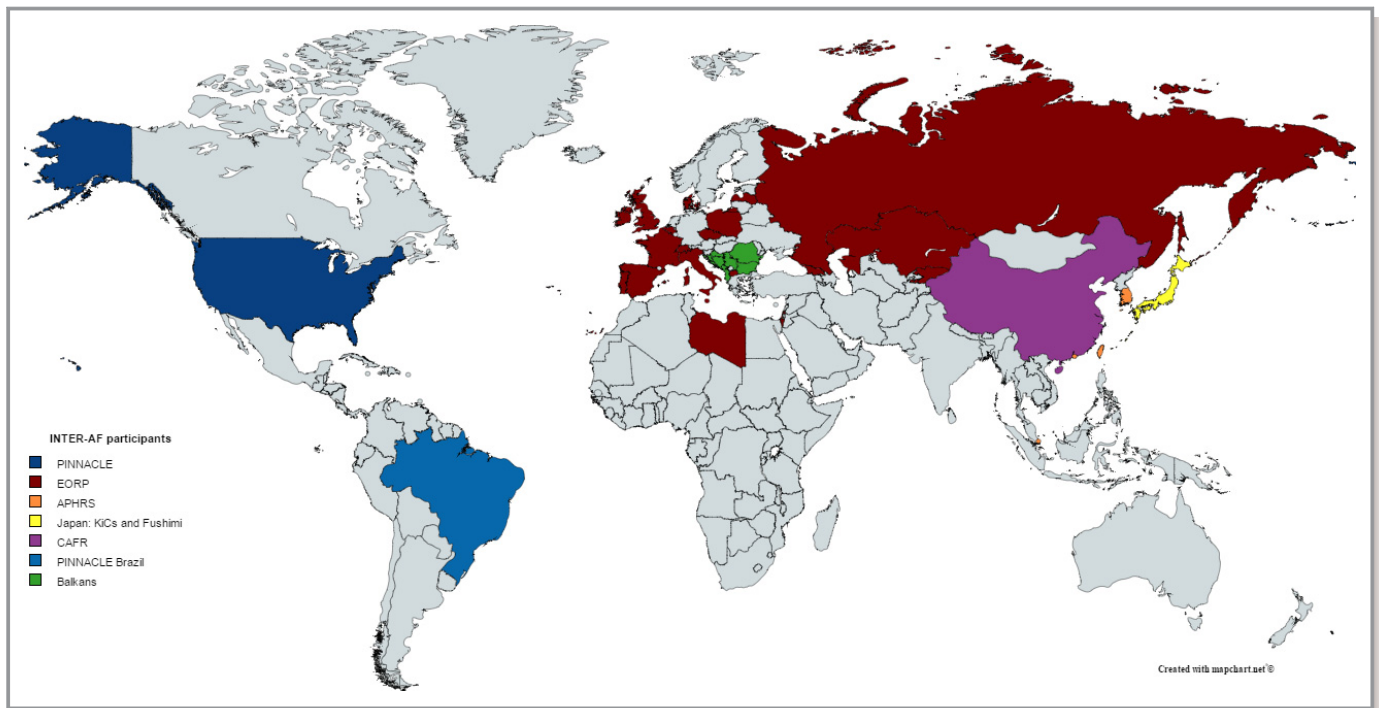 INTER-AF participants
PINNACLE
EORP
APHRS
Japan: KiCs and Fushimi
CAFR
PINNACLE Brazil
Balkans
Created with mapchart.net ©